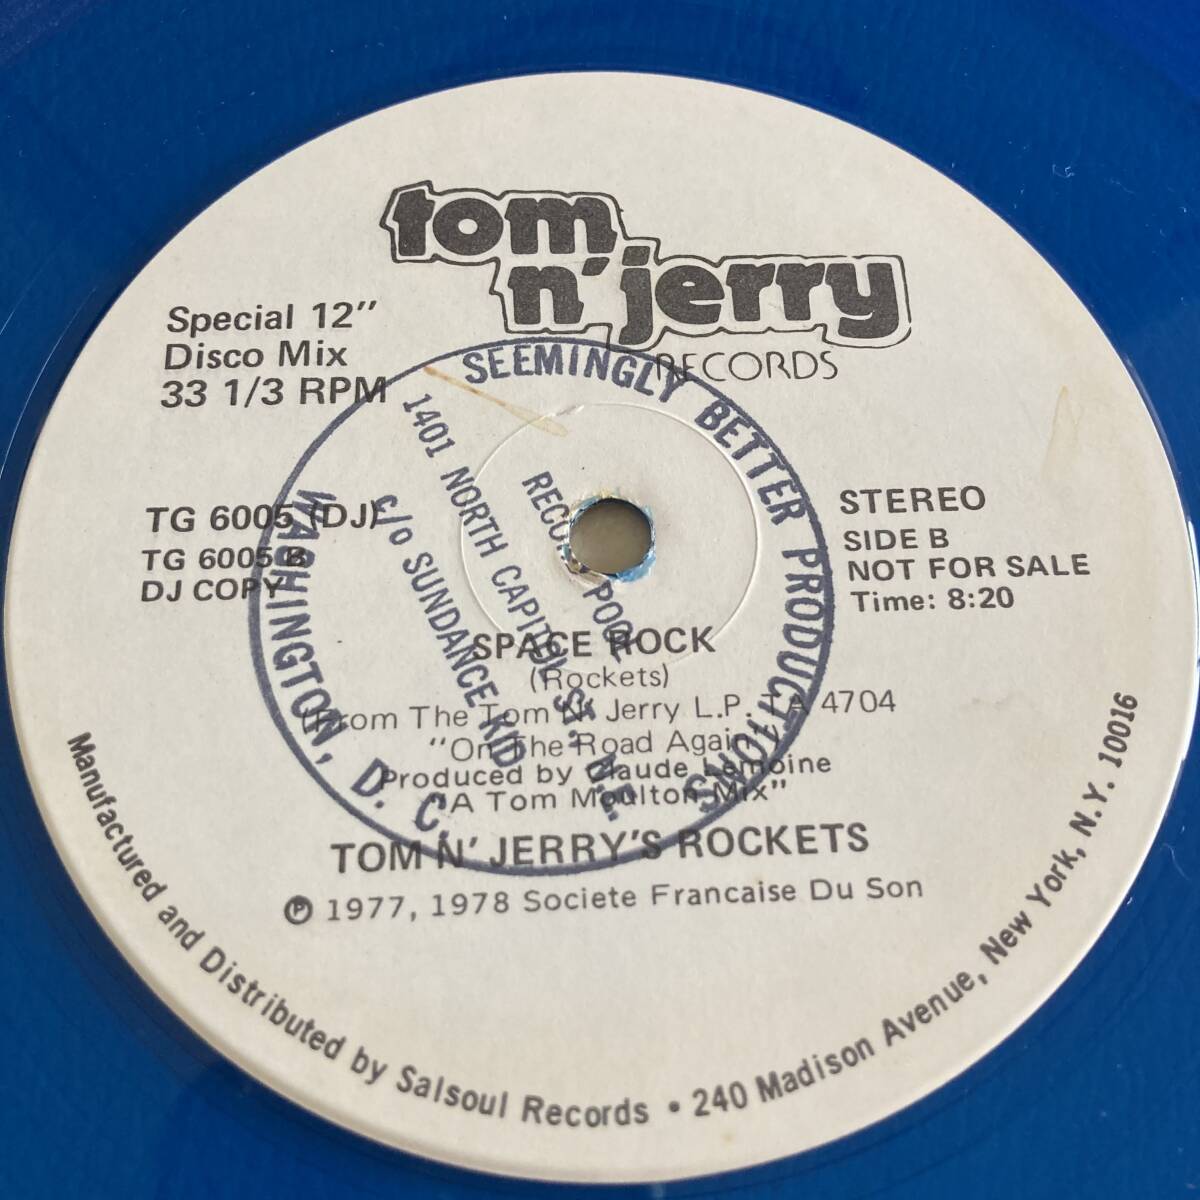 tom
n' jerry
RECORDS
Special 12"
Disco Mix
33 1/3 RPM
TG 6005 (DJ)
TG 6005 B
DJ COPY
STEREO
SIDE B
NOT FOR SALE
Time: 8:20
SPACE ROCK
(Rockets)
(From The Tom N' Jerry L.P. TA 4704
"On The Road Again")
Produced by Claude Lemoine
"A Tom Moulton Mix"
TOM N' JERRY'S ROCKETS
℗ 1977, 1978 Societe Francaise Du Son
Manufactured and Distributed by Salsoul Records • 240 Madison Avenue, New York, N.Y. 10016
SEEMINGLY BETTER PRODUCTIONS
RECORD POOL
1401 NORTH CAPITOL ST. N.E.
c/o SUNDANCE KID
WASHINGTON, D. C.